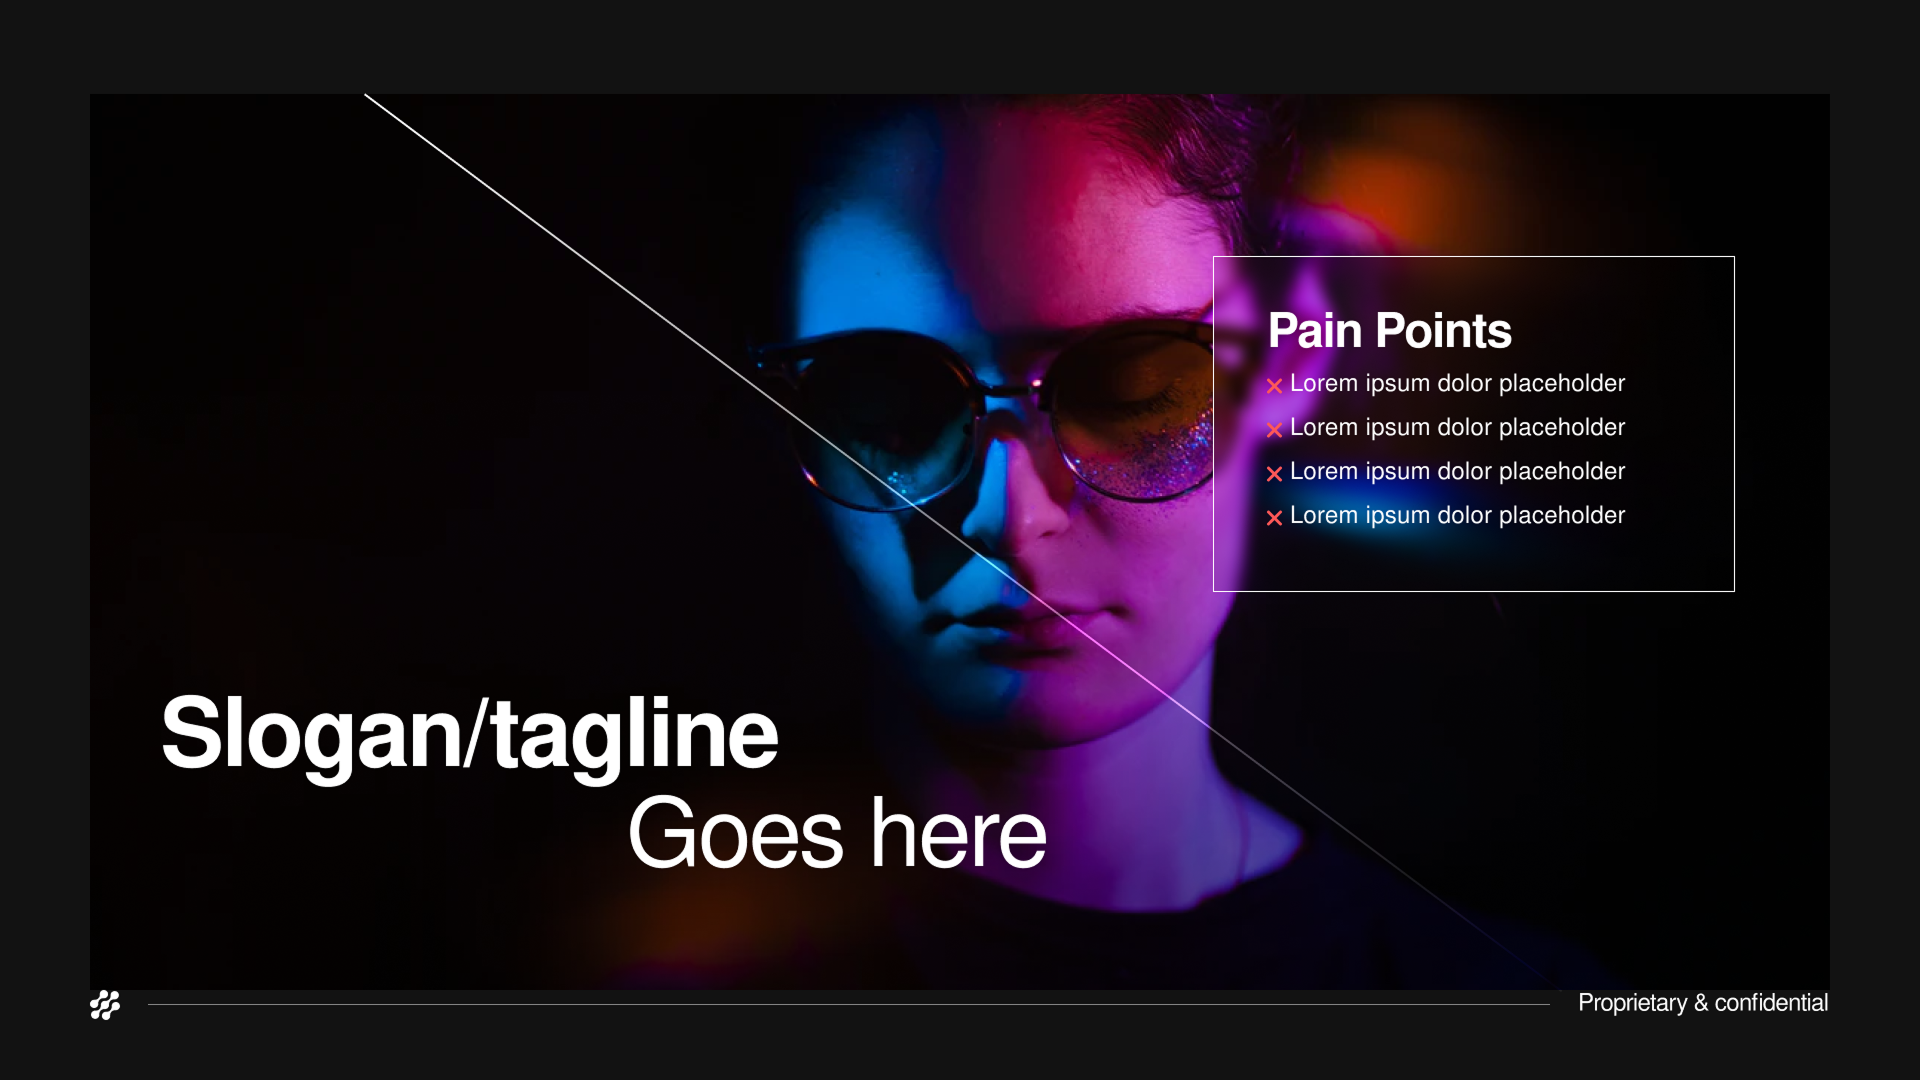 Pain Points
Lorem ipsum dolor placeholder
Lorem ipsum dolor placeholder
Lorem ipsum dolor placeholder
Lorem ipsum dolor placeholder
Slogan/tagline
Goes here
Proprietary & confidential